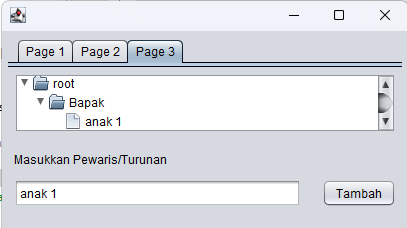 Page 1 Page 2 Page 3
root
Bapak
anak 1
Masukkan Pewaris/Turunan
anak 1 Tambah